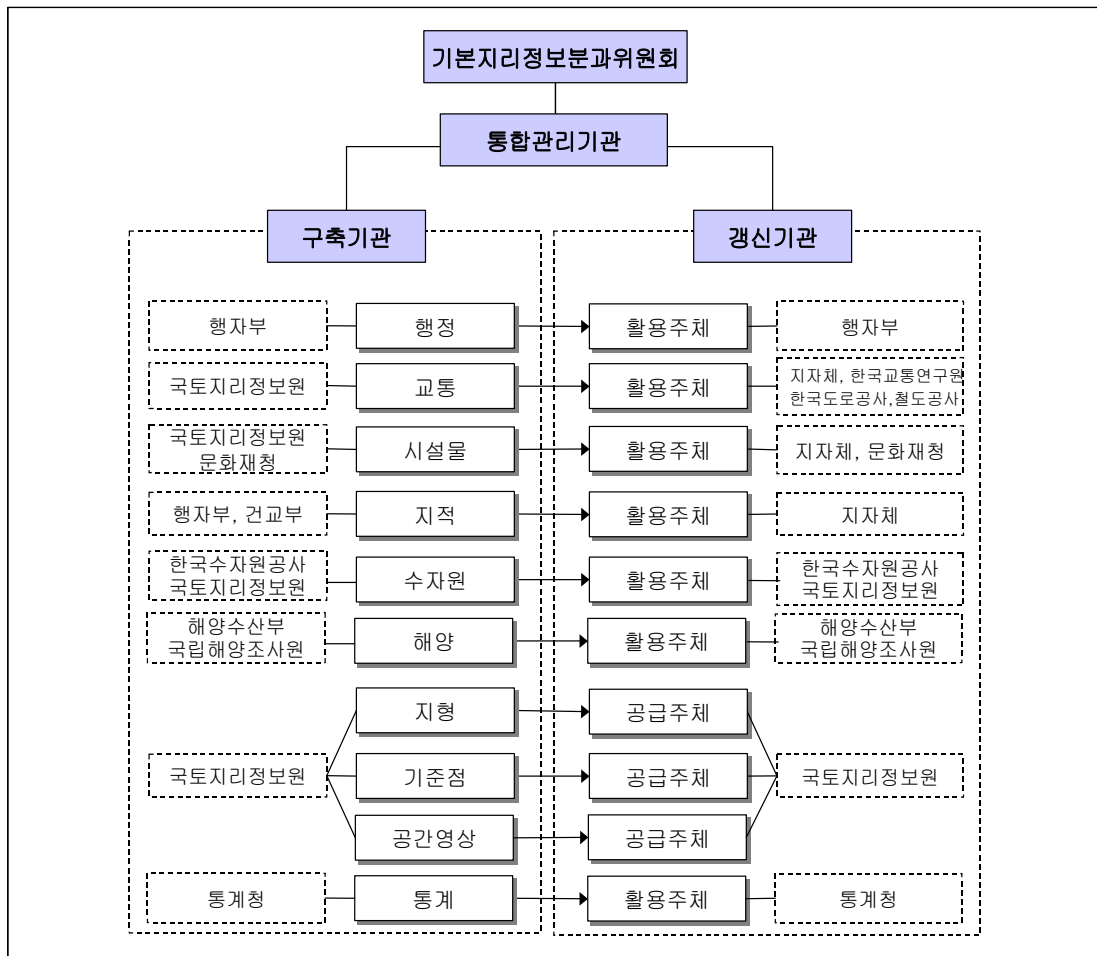 기본지리정보분과위원회
통합관리기관
구축기관
갱신기관
행자부
행정
활용주체
행자부
국토지리정보원
교통
활용주체
지자체, 한국교통연구원
한국도로공사,철도공사
국토지리정보원
문화재청
시설물
활용주체
지자체, 문화재청
행자부, 건교부
지적
활용주체
지자체
한국수자원공사
국토지리정보원
수자원
활용주체
한국수자원공사
국토지리정보원
해양수산부
국립해양조사원
해양
활용주체
해양수산부
국립해양조사원
지형
공급주체
국토지리정보원
기준점
공급주체
국토지리정보원
공간영상
공급주체
통계청
통계
활용주체
통계청